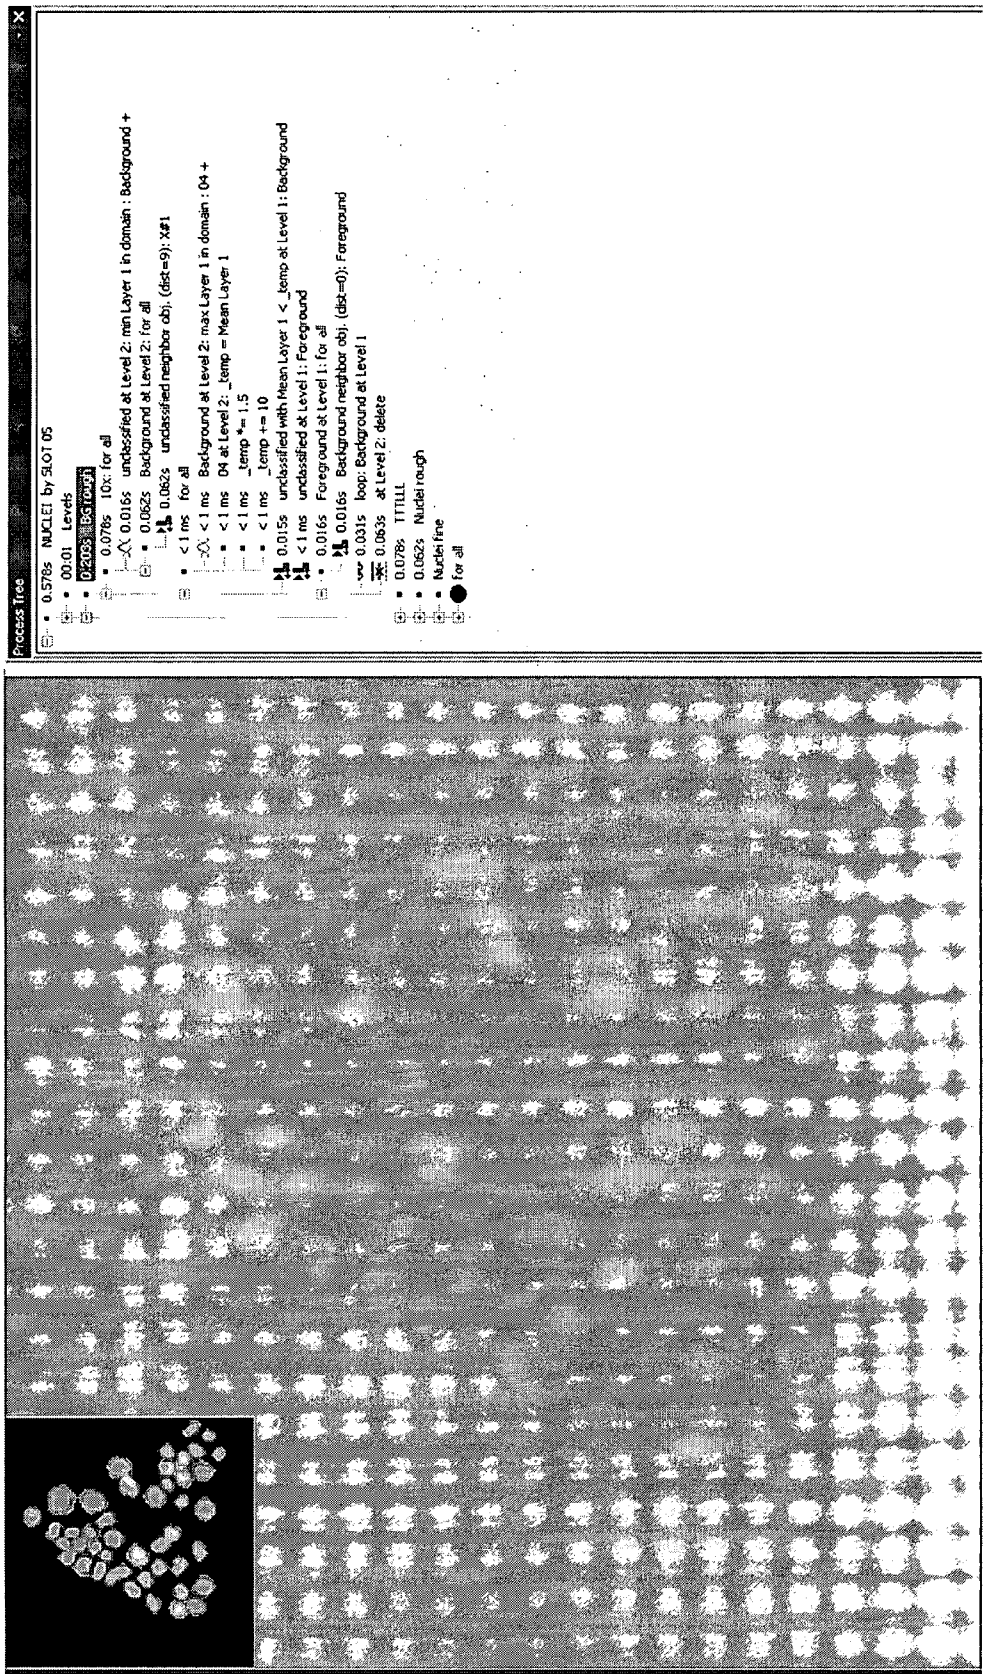 Process Tree
0.578s NUCLEI by SLOT 05
00:01 Levels
0.203s BG rough
0.078s 10x: for all
0.016s unclassified at Level 2: min Layer 1 in domain : Background +
0.062s Background at Level 2: for all
0.062s unclassified neighbor obj. (dist=9): X#1
< 1 ms for all
< 1 ms Background at Level 2: max Layer 1 in domain : 04 +
< 1 ms 04 at Level 2: _temp = Mean Layer 1
< 1 ms _temp *= 1.5
< 1 ms _temp += 10
0.015s unclassified with Mean Layer 1 < _temp at Level 1: Background
< 1 ms unclassified at Level 1: Foreground
0.016s Foreground at Level 1: for all
0.016s Background neighbor obj. (dist=0): Foreground
0.031s loop: Background at Level 1
0.063s at Level 2: delete
0.078s TTTLLL
0.062s Nuclei rough
Nuclei fine
for all